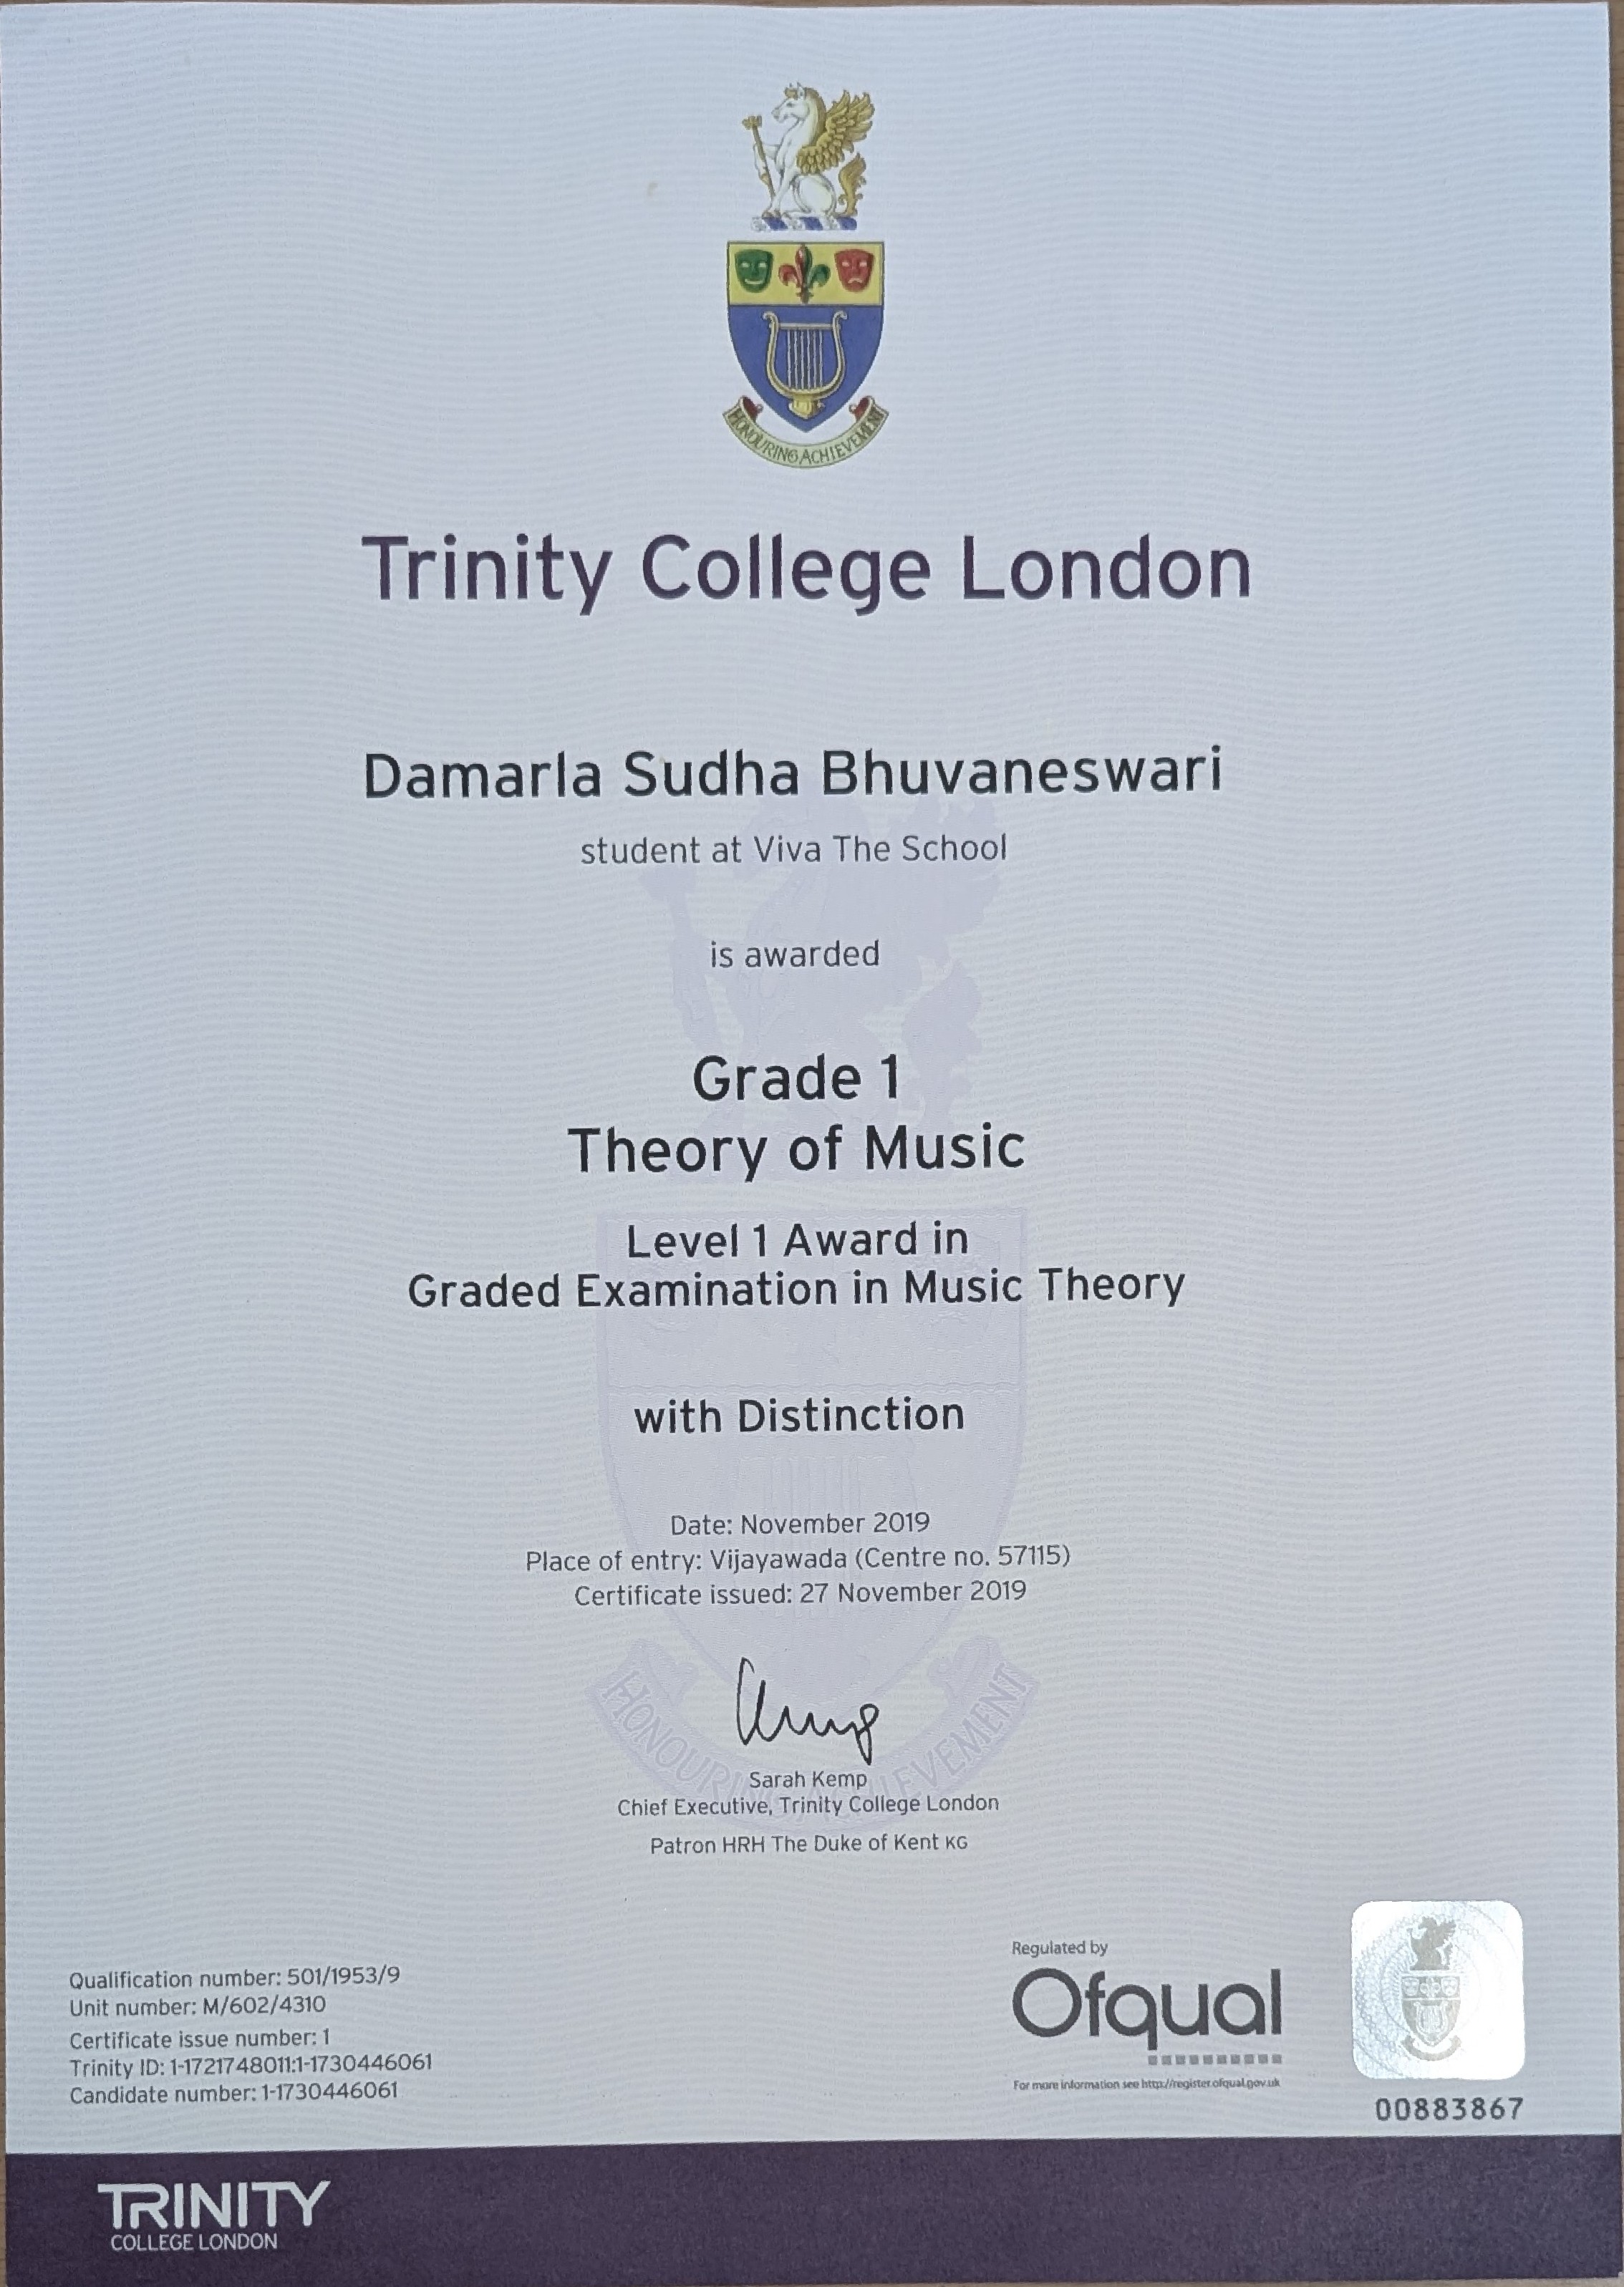 HONOURING ACHIEVEMENT
Trinity College London
Damarla Sudha Bhuvaneswari
student at Viva The School
is awarded
Grade 1
Theory of Music
Level 1 Award in
Graded Examination in Music Theory
with Distinction
Date: November 2019
Place of entry: Vijayawada (Centre no. 57115)
Certificate issued: 27 November 2019
HONOURING ACHIEVEMENT
Sarah Kemp
Chief Executive, Trinity College London
Patron HRH The Duke of Kent KG
Qualification number: 501/1953/9
Unit number: M/602/4310
Certificate issue number: 1
Trinity ID: 1-1721748011:1-1730446061
Candidate number: 1-1730446061
Regulated by
Ofqual
For more information see http://register.ofqual.gov.uk
00883867
TRINITY
COLLEGE LONDON